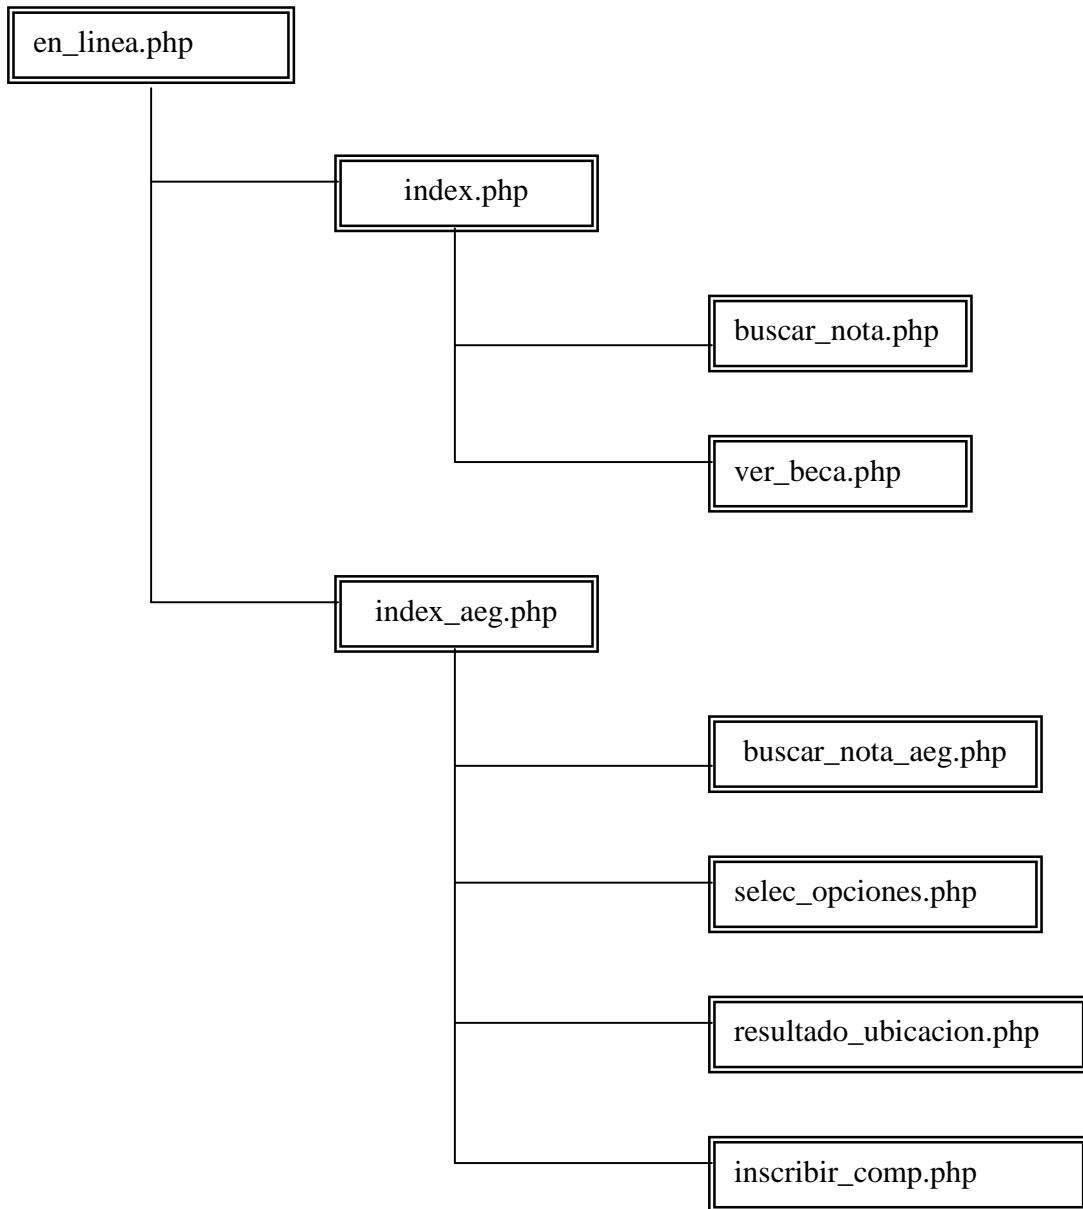 en_linea.php
index.php
buscar_nota.php
ver_beca.php
index_aeg.php
buscar_nota_aeg.php
selec_opciones.php
resultado_ubicacion.php
inscribir_comp.php